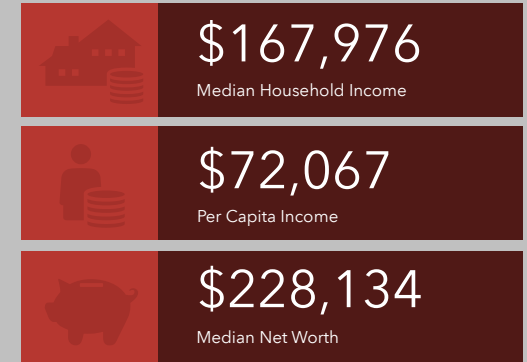 $167,976
Median Household Income
$72,067
Per Capita Income
$228,134
Median Net Worth